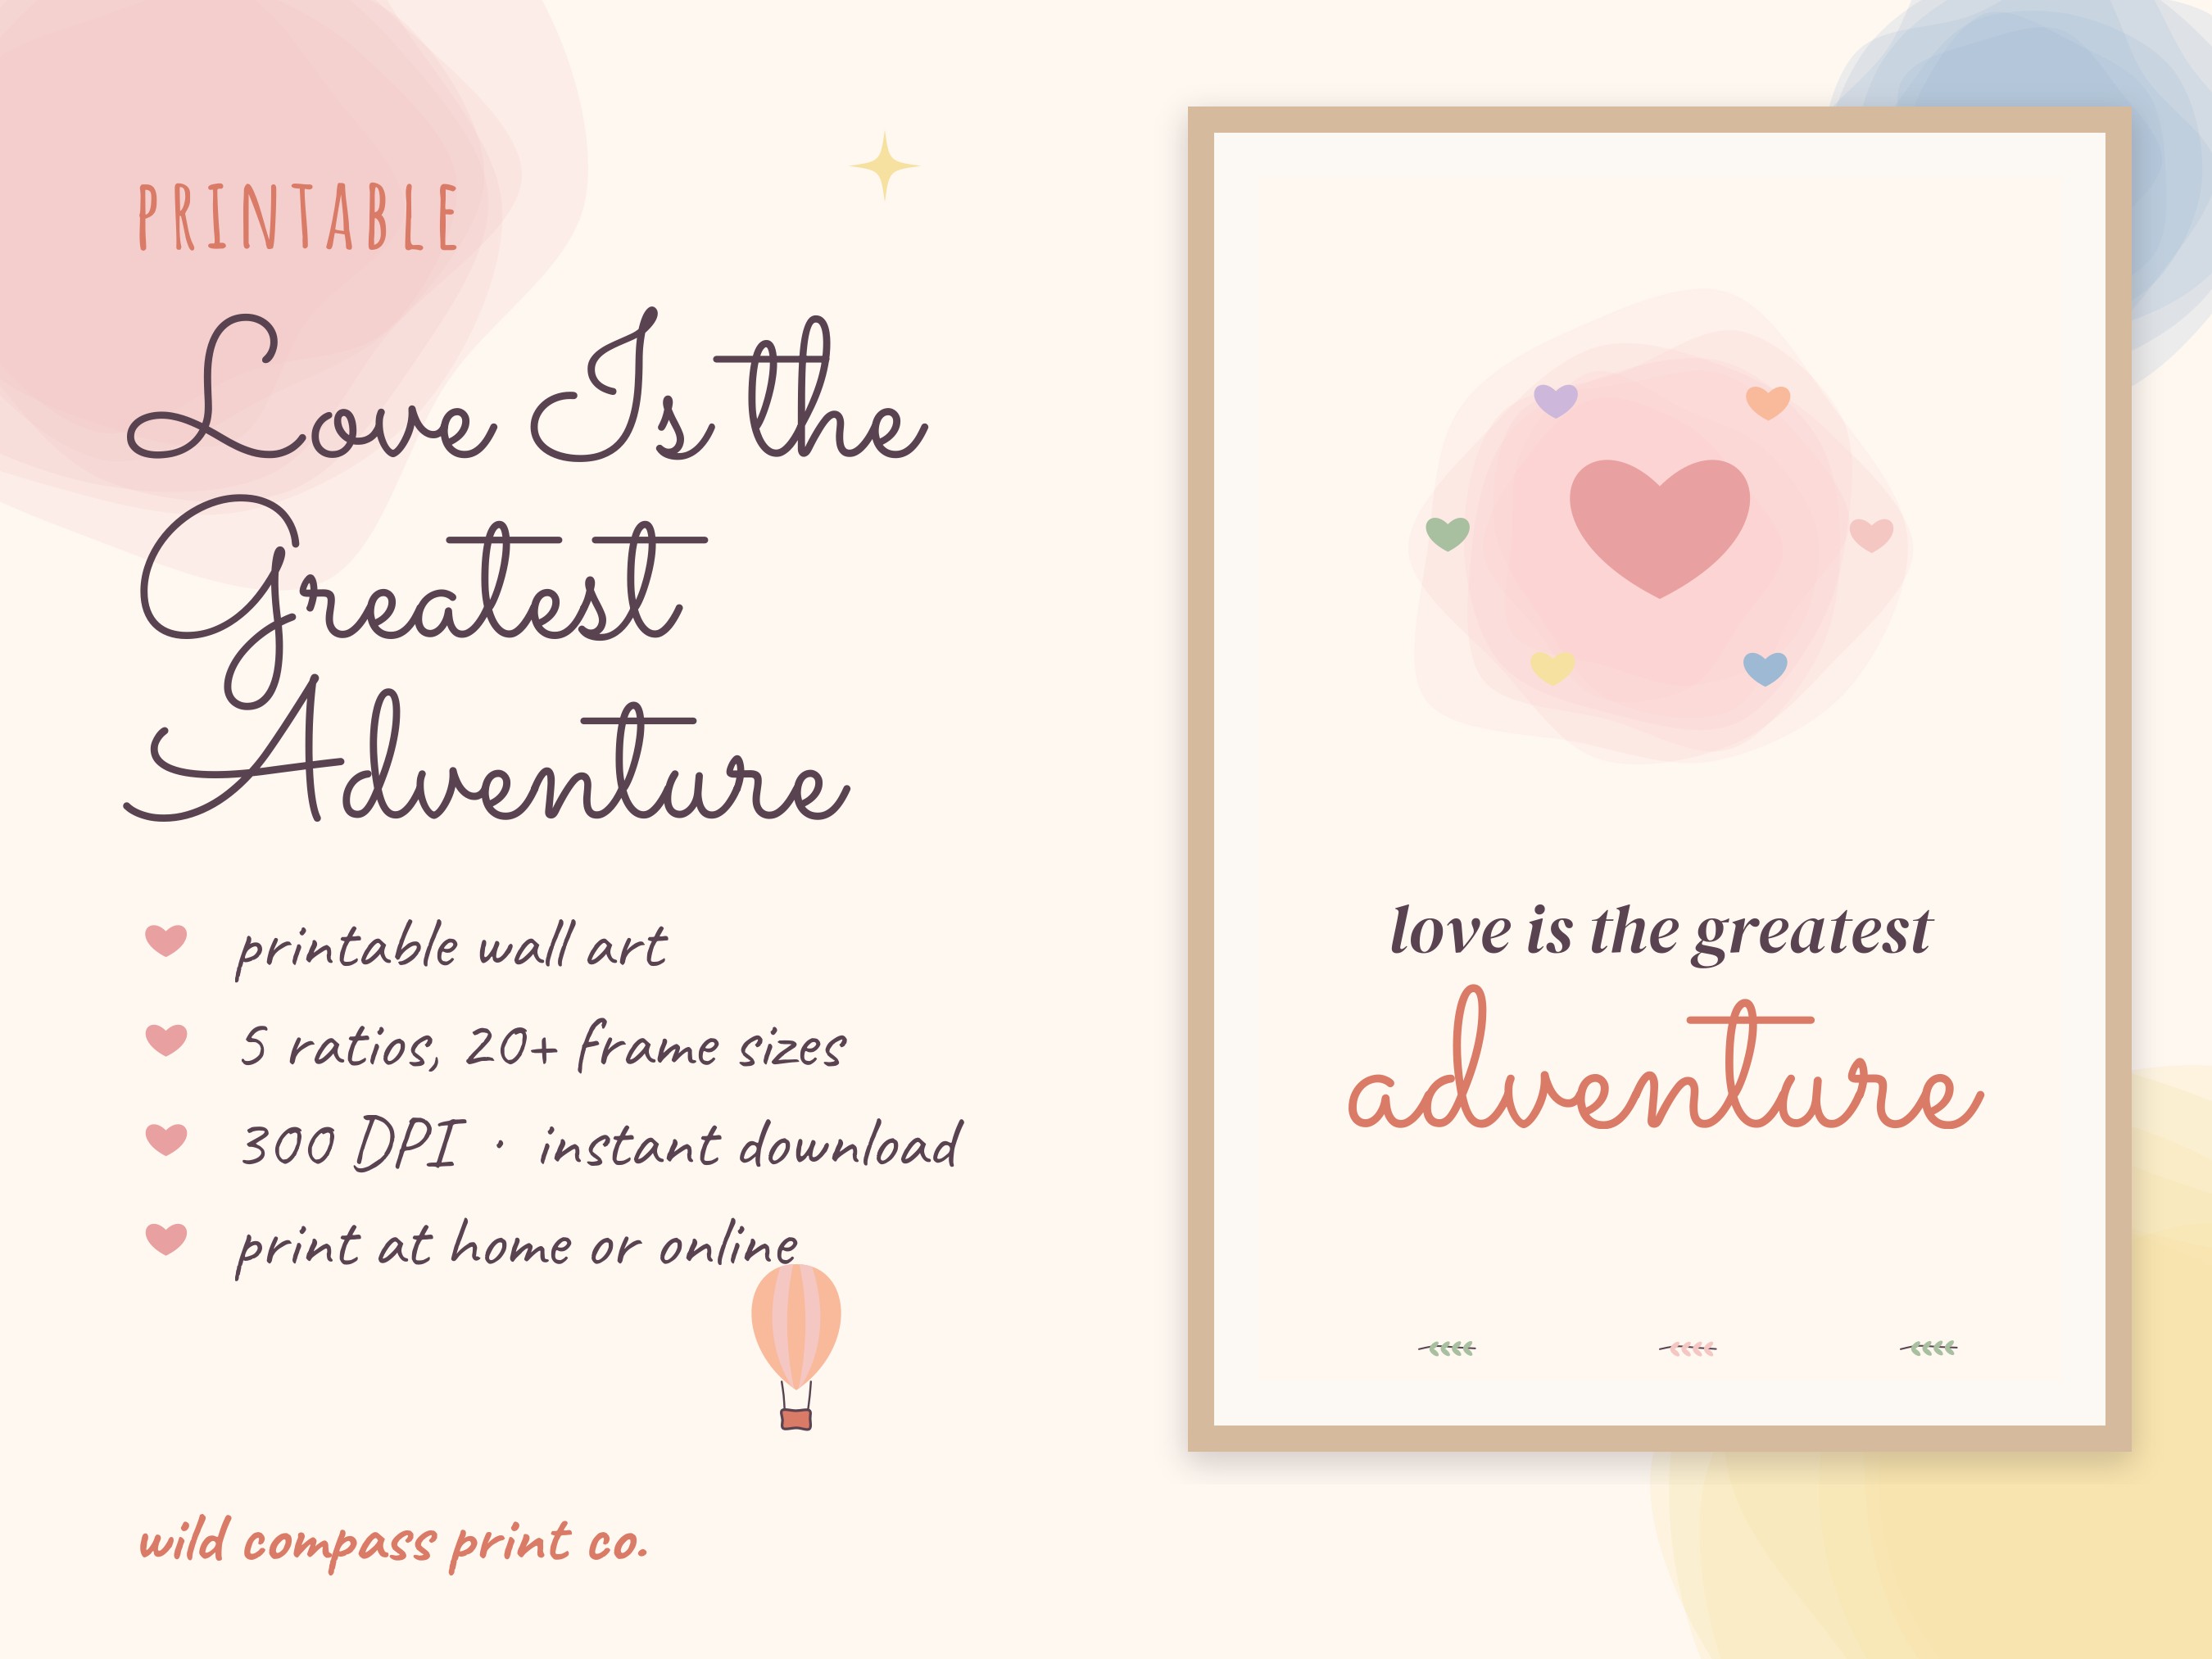 PRINTABLE
Love Is the
Greatest
Adventure
printable wall art
5 ratios, 20+ frame sizes
300 DPI · instant download
print at home or online
wild compass print co.
love is the greatest
adventure